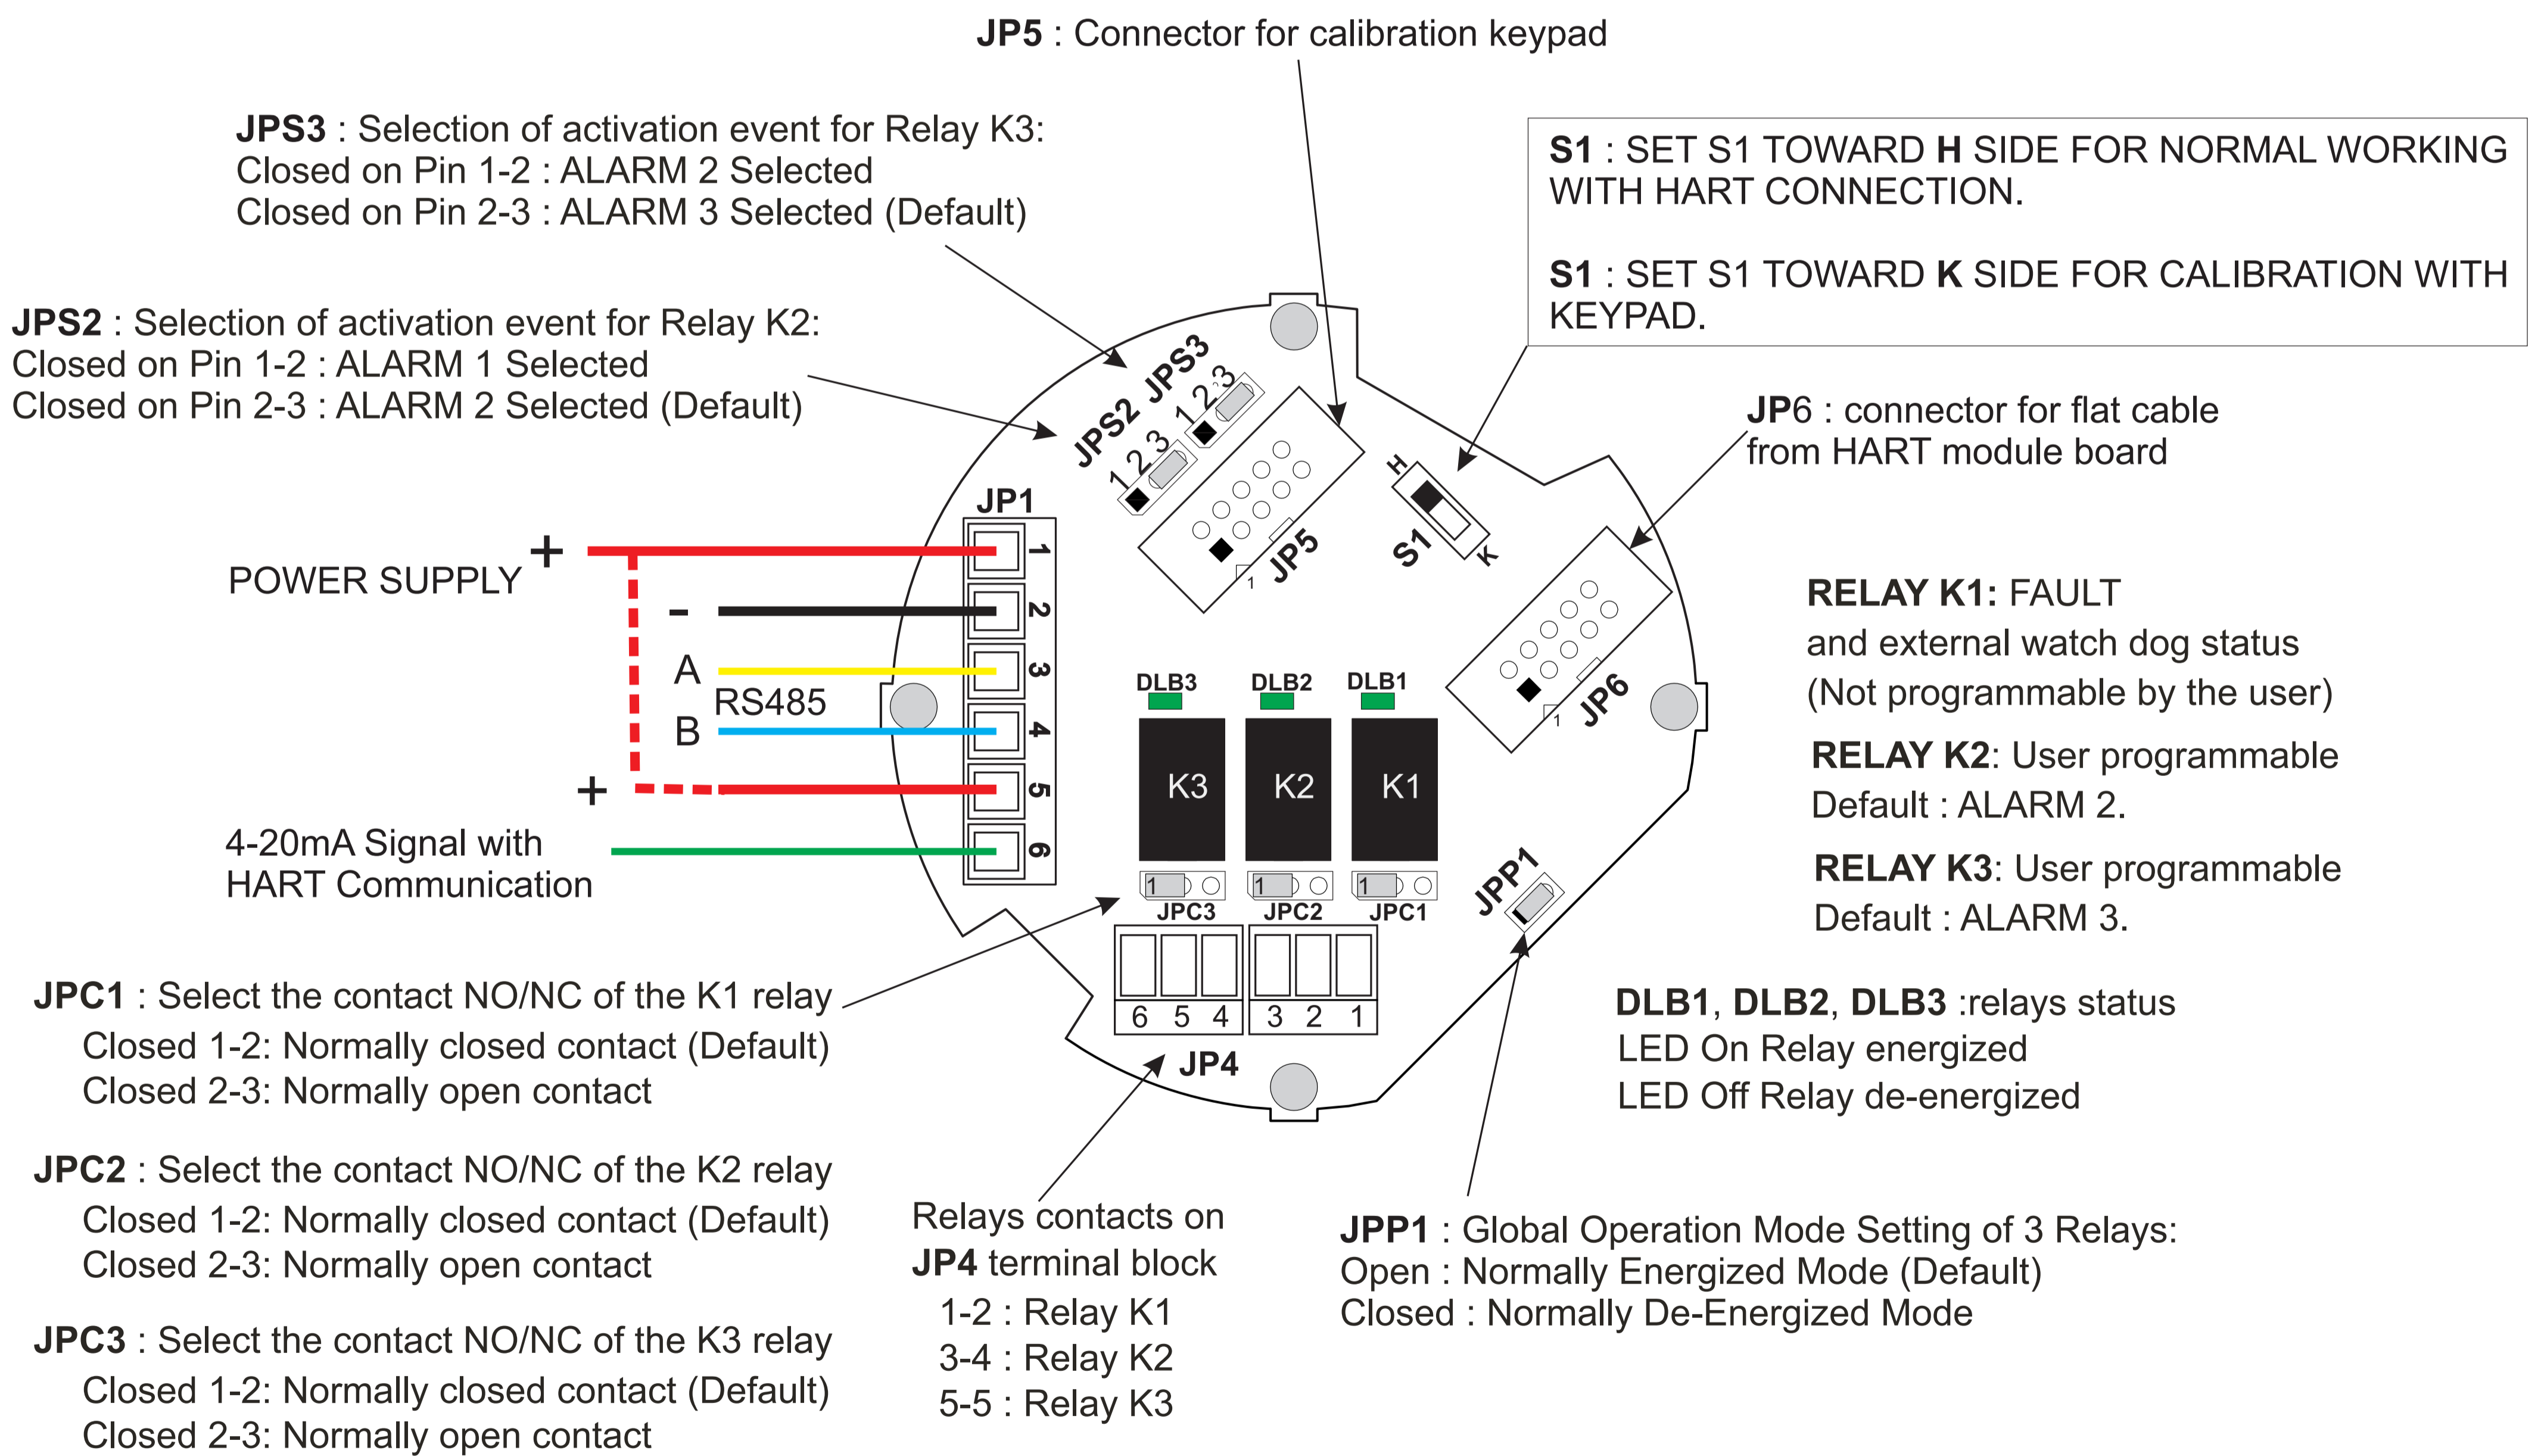 JP5 : Connector for calibration keypad
JPS3 : Selection of activation event for Relay K3:
Closed on Pin 1-2 : ALARM 2 Selected
Closed on Pin 2-3 : ALARM 3 Selected (Default)
S1 : SET S1 TOWARD H SIDE FOR NORMAL WORKING
WITH HART CONNECTION.
S1 : SET S1 TOWARD K SIDE FOR CALIBRATION WITH
KEYPAD.
JPS2 : Selection of activation event for Relay K2:
Closed on Pin 1-2 : ALARM 1 Selected
Closed on Pin 2-3 : ALARM 2 Selected (Default)
JP6 : connector for flat cable
from HART module board
JPS3
1 2 3
JPS2
1 2 3
JP5
1
H
S1
K
JP6
1
JP1
1
2
3
4
5
6
+
POWER SUPPLY
-
A
RS485
B
+
4-20mA Signal with
HART Communication
DLB3 DLB2 DLB1
K3 K2 K1
1 1 1
JPC3 JPC2 JPC1
JPP1
6 5 4 3 2 1
JP4
RELAY K1: FAULT
and external watch dog status
(Not programmable by the user)
RELAY K2: User programmable
Default : ALARM 2.
RELAY K3: User programmable
Default : ALARM 3.
DLB1, DLB2, DLB3 :relays status
LED On Relay energized
LED Off Relay de-energized
JPC1 : Select the contact NO/NC of the K1 relay
Closed 1-2: Normally closed contact (Default)
Closed 2-3: Normally open contact
JPC2 : Select the contact NO/NC of the K2 relay
Closed 1-2: Normally closed contact (Default)
Closed 2-3: Normally open contact
JPC3 : Select the contact NO/NC of the K3 relay
Closed 1-2: Normally closed contact (Default)
Closed 2-3: Normally open contact
Relays contacts on
JP4 terminal block
1-2 : Relay K1
3-4 : Relay K2
5-5 : Relay K3
JPP1 : Global Operation Mode Setting of 3 Relays:
Open : Normally Energized Mode (Default)
Closed : Normally De-Energized Mode